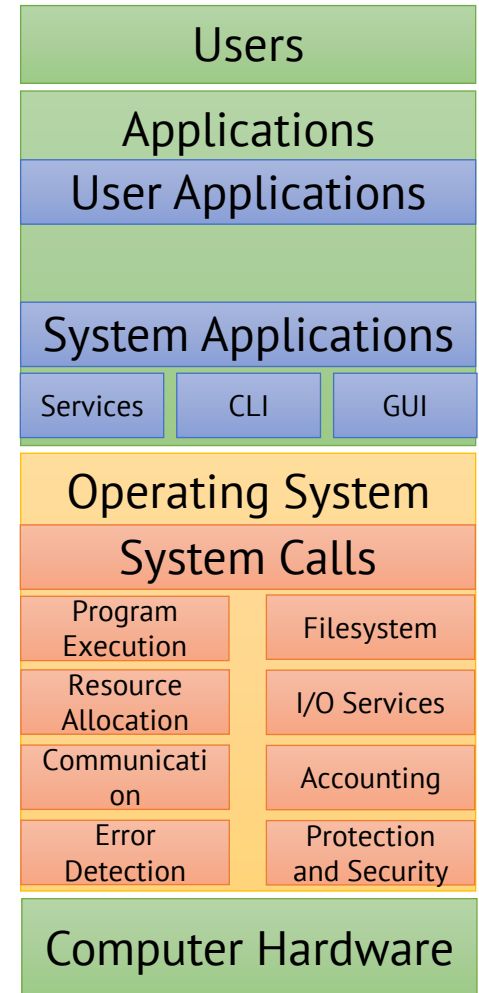 Users
Applications
User Applications
System Applications
Services
CLI
GUI
Operating System
System Calls
Program
Execution
Filesystem
Resource
Allocation
I/O Services
Communicati
on
Accounting
Error
Detection
Protection
and Security
Computer Hardware